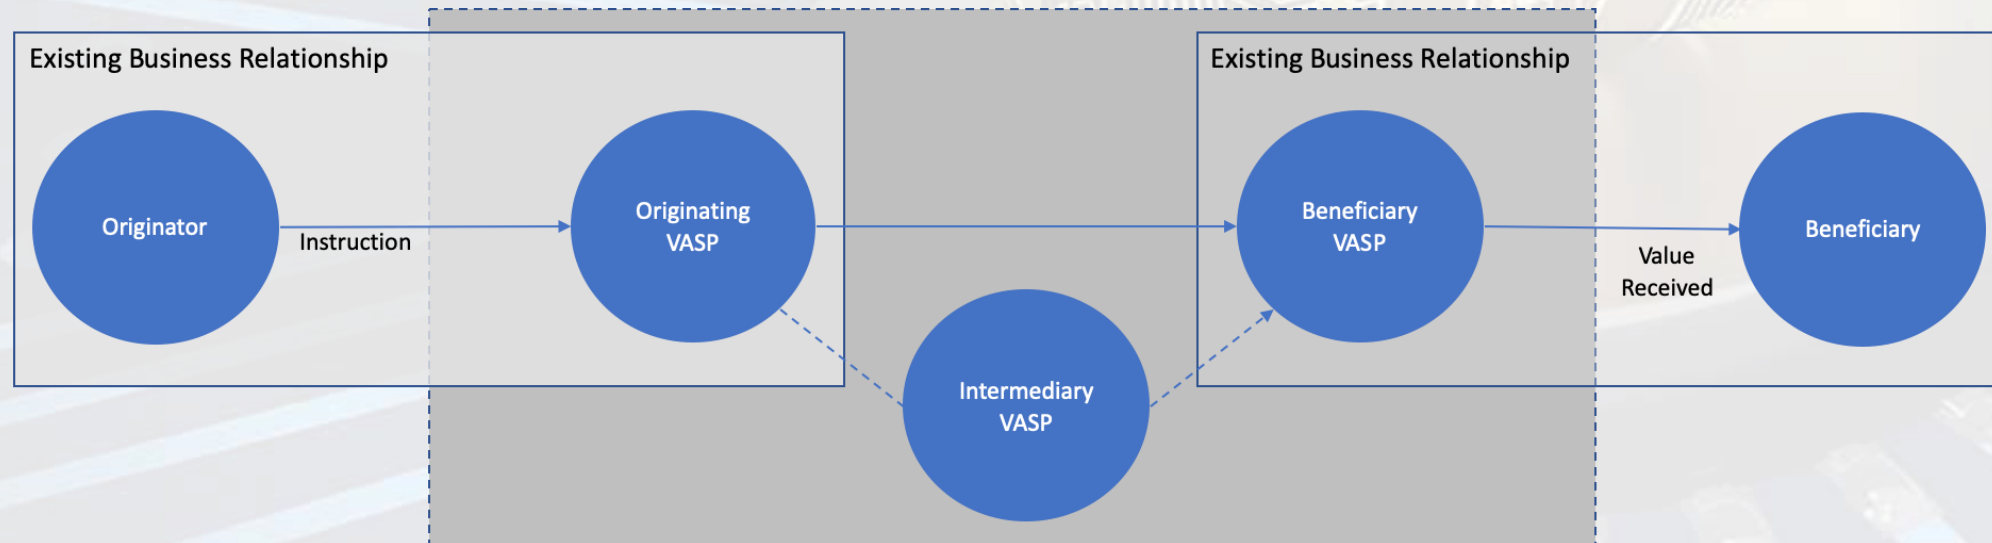 Existing Business Relationship
Existing Business Relationship
Originator
Instruction
Originating
VASP
Intermediary
VASP
Beneficiary
VASP
Value
Received
Beneficiary